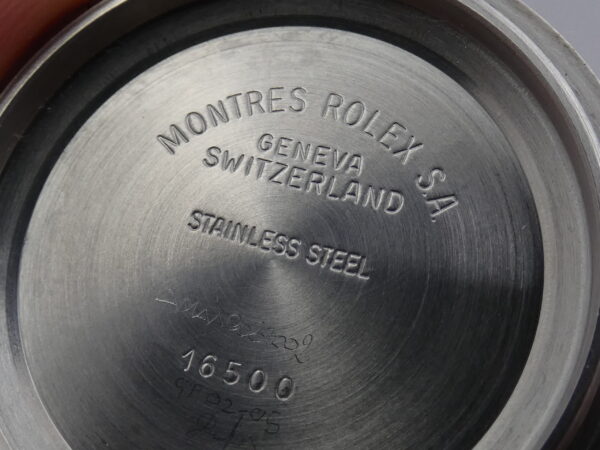 MONTRES ROLEX S.A.
GENEVA
SWITZERLAND
STAINLESS STEEL
16500